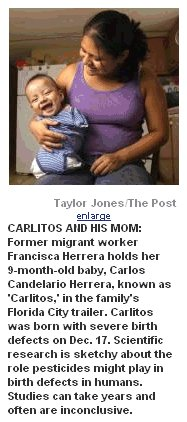 Taylor Jones/The Post
enlarge
CARLITOS AND HIS MOM:
Former migrant worker
Francisca Herrera holds her
9-month-old baby, Carlos
Candelario Herrera, known as
'Carlitos,' in the family's
Florida City trailer. Carlitos
was born with severe birth
defects on Dec. 17. Scientific
research is sketchy about the
role pesticides might play in
birth defects in humans.
Studies can take years and
often are inconclusive.